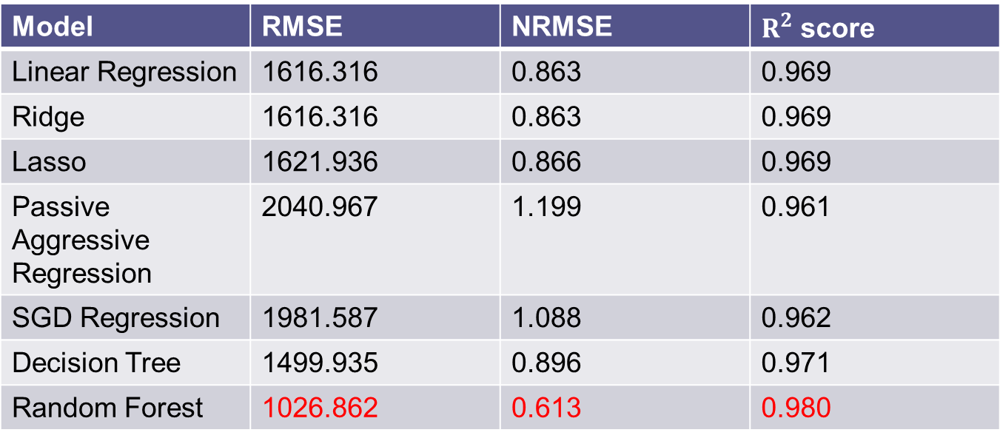 Model RMSE NRMSE R² score
Linear Regression 1616.316 0.863 0.969
Ridge 1616.316 0.863 0.969
Lasso 1621.936 0.866 0.969
Passive 2040.967 1.199 0.961
Aggressive
Regression
SGD Regression 1981.587 1.088 0.962
Decision Tree 1499.935 0.896 0.971
Random Forest 1026.862 0.613 0.980